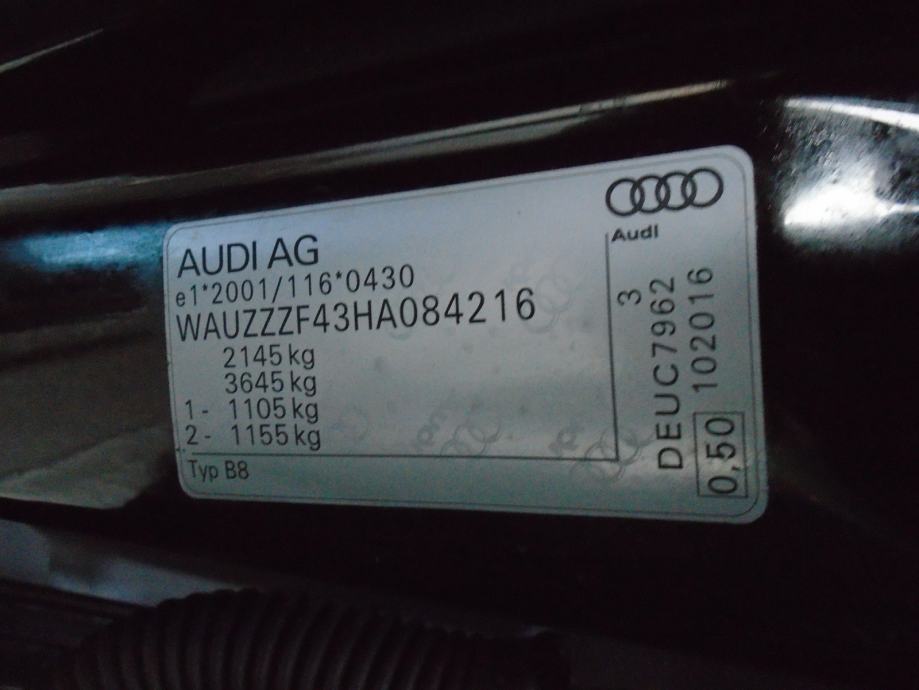 AUDI AG
e1*2001/116*0430
WAUZZZF43HA084216
2145 kg
3645 kg
1- 1105 kg
2- 1155 kg
Typ B8
Audi
3
DEUC7962
102016
0,50